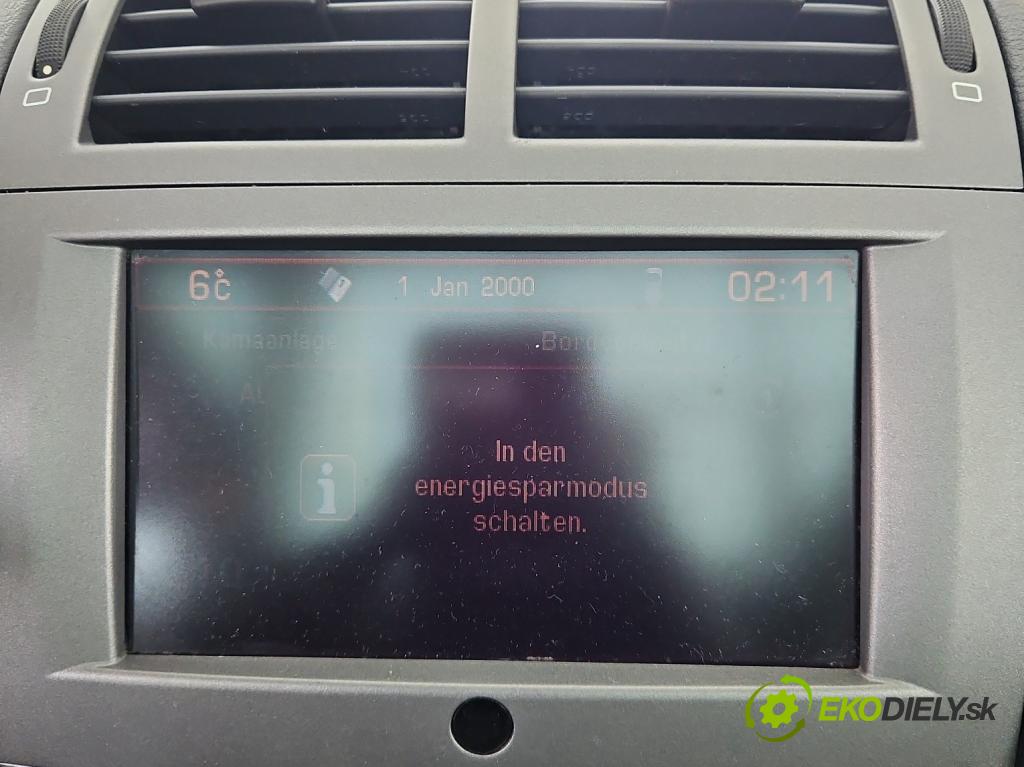 6°C 1 Jan 2000 02:11
In den
energiesparmodus
schalten.
EKODIELY.sk